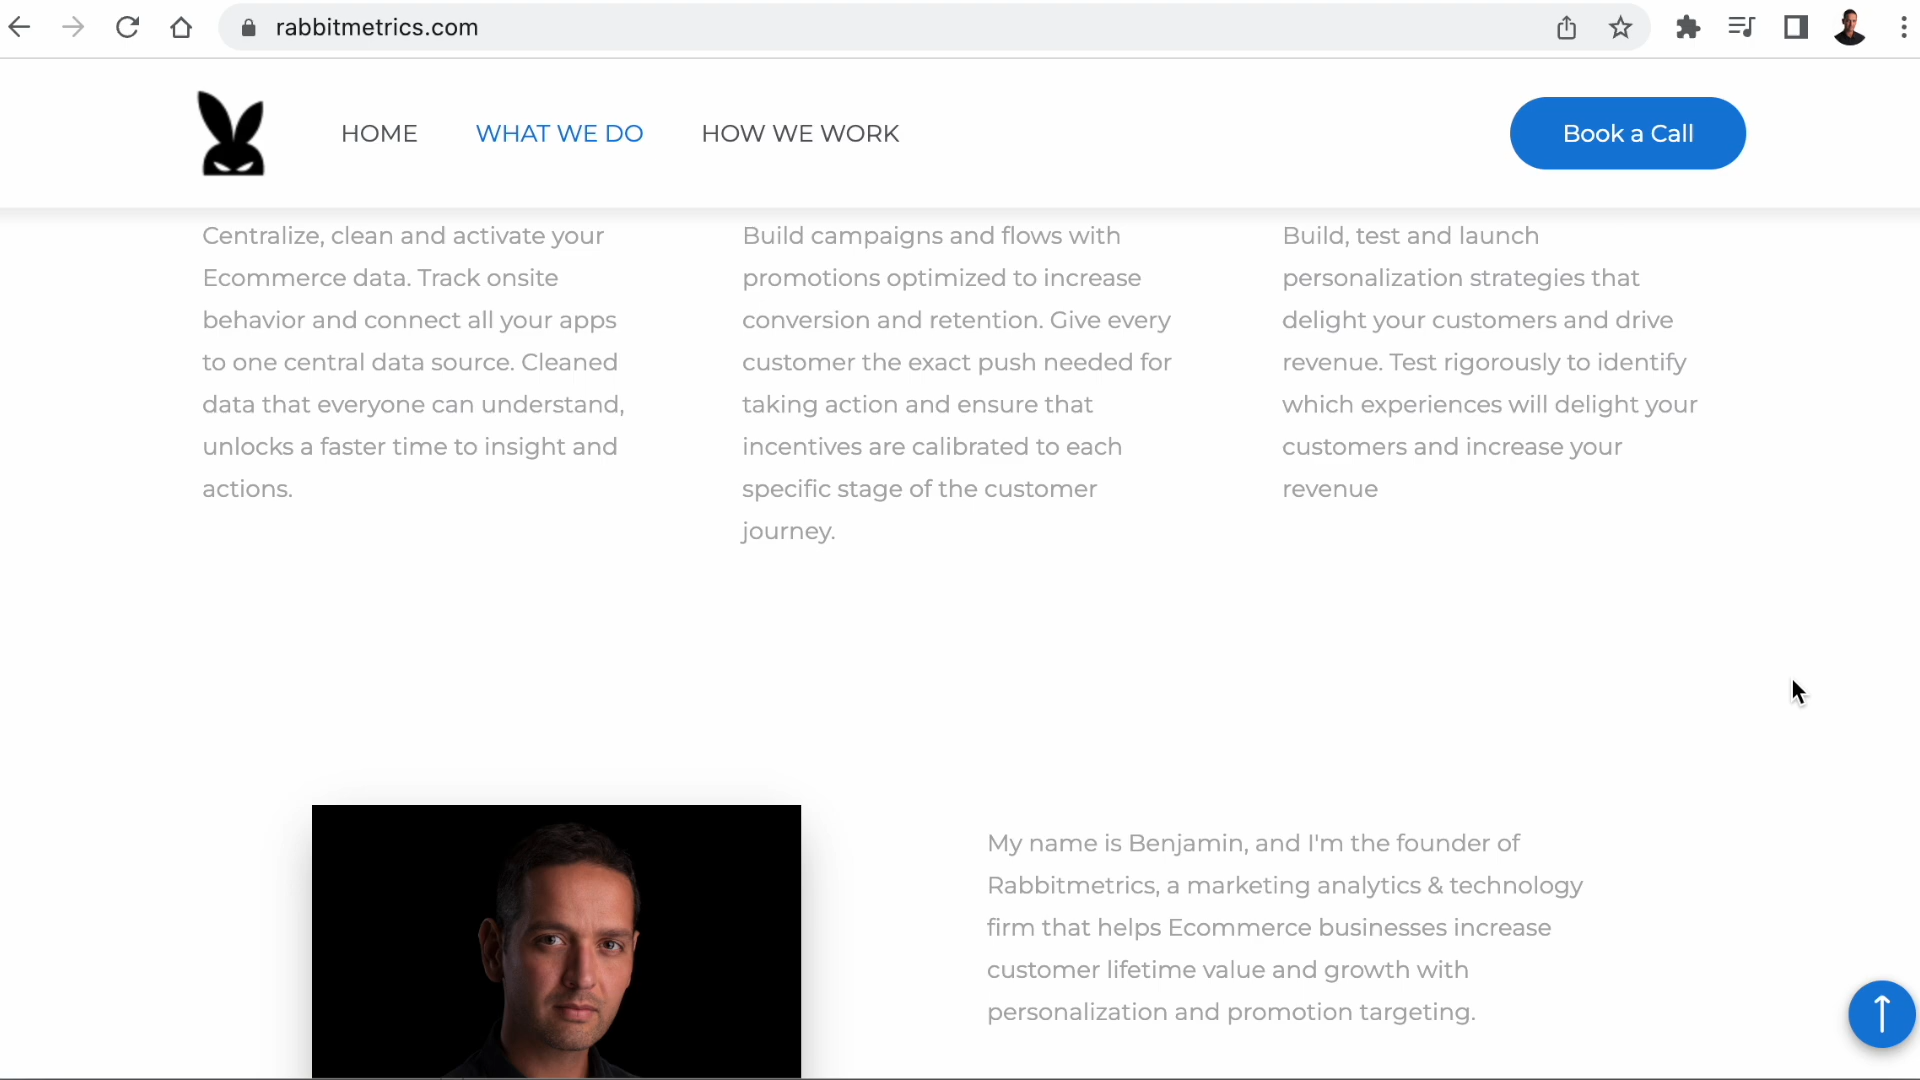 rabbitmetrics.com
HOME
WHAT WE DO
HOW WE WORK
Book a Call
Centralize, clean and activate your
Ecommerce data. Track onsite
behavior and connect all your apps
to one central data source. Cleaned
data that everyone can understand,
unlocks a faster time to insight and
actions.
Build campaigns and flows with
promotions optimized to increase
conversion and retention. Give every
customer the exact push needed for
taking action and ensure that
incentives are calibrated to each
specific stage of the customer
journey.
Build, test and launch
personalization strategies that
delight your customers and drive
revenue. Test rigorously to identify
which experiences will delight your
customers and increase your
revenue
My name is Benjamin, and I'm the founder of
Rabbitmetrics, a marketing analytics & technology
firm that helps Ecommerce businesses increase
customer lifetime value and growth with
personalization and promotion targeting.